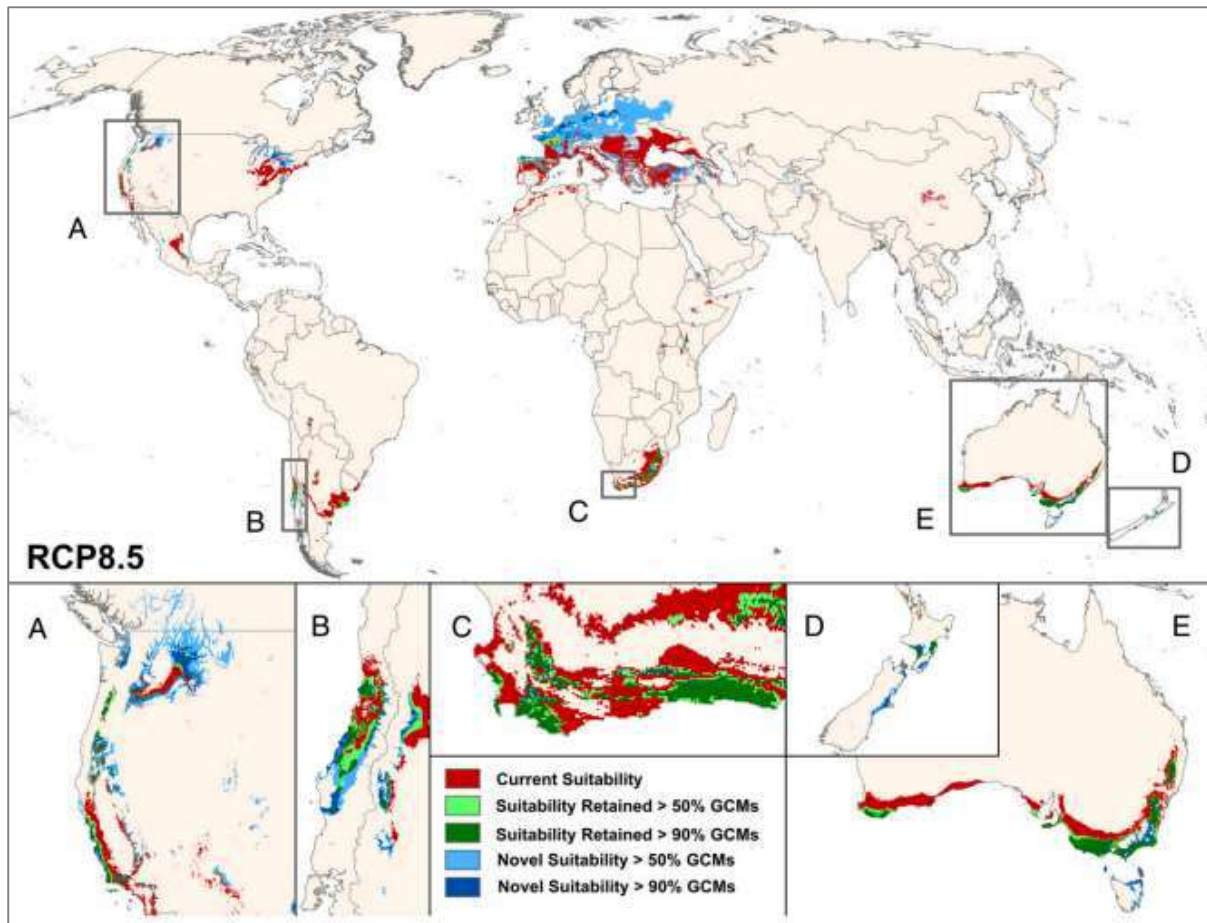 A
B
C
D
E
RCP8.5
A
B
C
D
E
Current Suitability
Suitability Retained > 50% GCMs
Suitability Retained > 90% GCMs
Novel Suitability > 50% GCMs
Novel Suitability > 90% GCMs